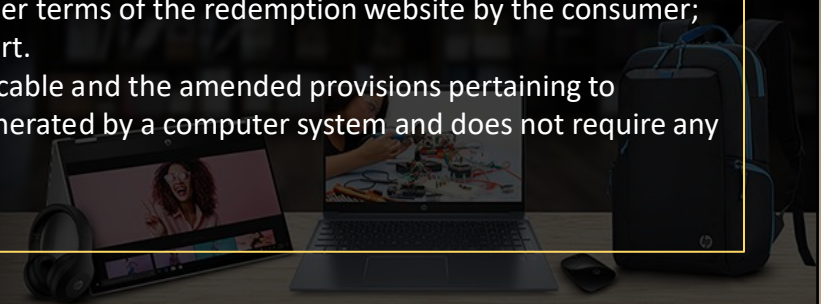 er terms of the redemption website by the consumer;
rt.
cable and the amended provisions pertaining to
nerated by a computer system and does not require any
hp